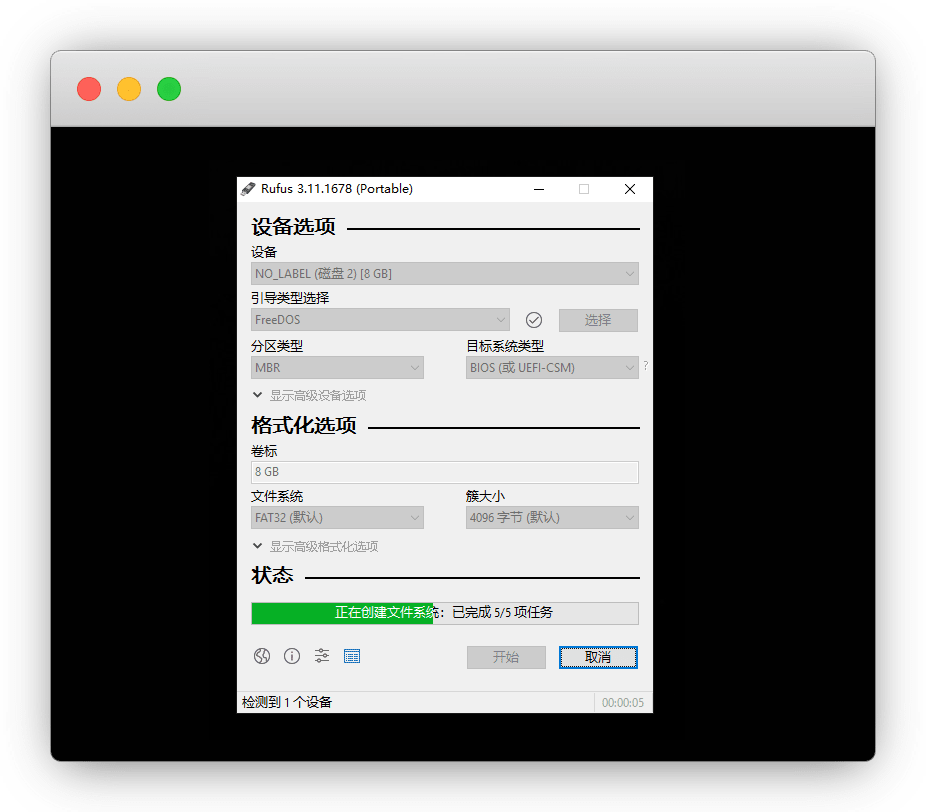 Rufus 3.11.1678 (Portable)
设备选项
设备
NO_LABEL (磁盘 2) [8 GB]
引导类型选择
FreeDOS
选择
分区类型
目标系统类型
MBR
BIOS (或 UEFI-CSM)
?
显示高级设备选项
格式化选项
卷标
8 GB
文件系统
簇大小
FAT32 (默认)
4096 字节 (默认)
显示高级格式化选项
状态
正在创建文件系统：已完成 5/5 项任务
开始
取消
检测到 1 个设备
00:00:05